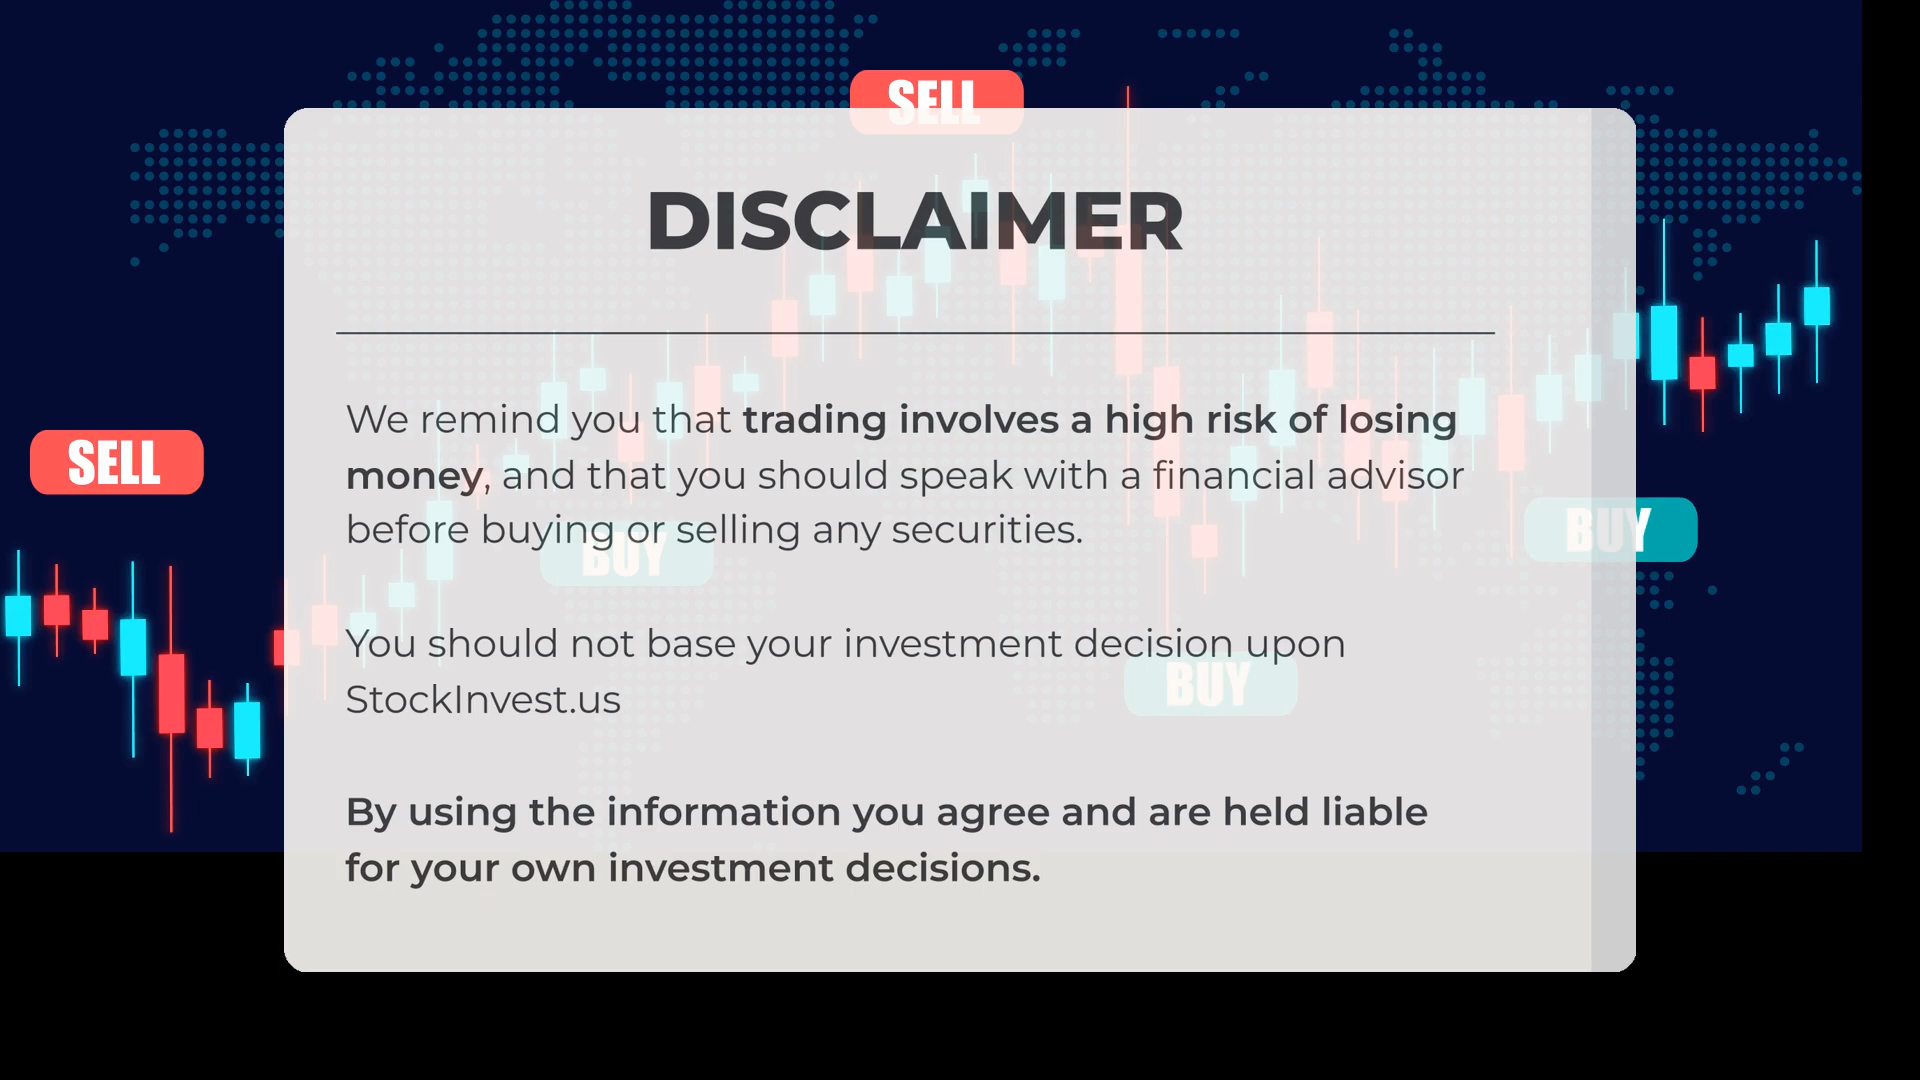 SELL
DISCLAIMER
We remind you that trading involves a high risk of losing
money, and that you should speak with a financial advisor
before buying or selling any securities.
SELL
BUY
BUY
You should not base your investment decision upon
StockInvest.us
BUY
By using the information you agree and are held liable
for your own investment decisions.